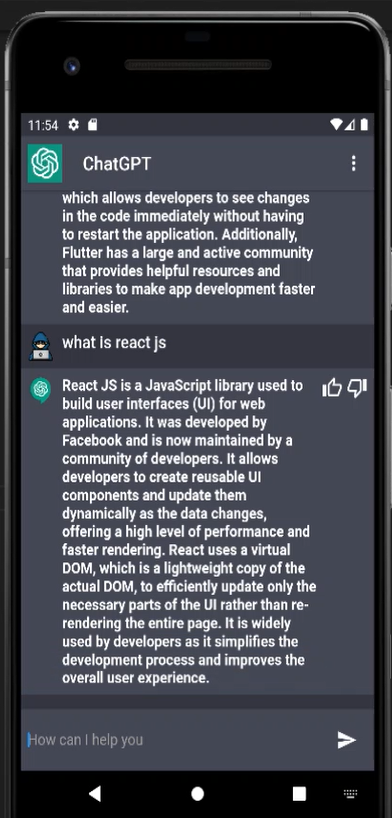 11:54
ChatGPT
which allows developers to see changes
in the code immediately without having
to restart the application. Additionally,
Flutter has a large and active community
that provides helpful resources and
libraries to make app development faster
and easier.
what is react js
React JS is a JavaScript library used to
build user interfaces (UI) for web
applications. It was developed by
Facebook and is now maintained by a
community of developers. It allows
developers to create reusable UI
components and update them
dynamically as the data changes,
offering a high level of performance and
faster rendering. React uses a virtual
DOM, which is a lightweight copy of the
actual DOM, to efficiently update only the
necessary parts of the UI rather than re-
rendering the entire page. It is widely
used by developers as it simplifies the
development process and improves the
overall user experience.
How can I help you